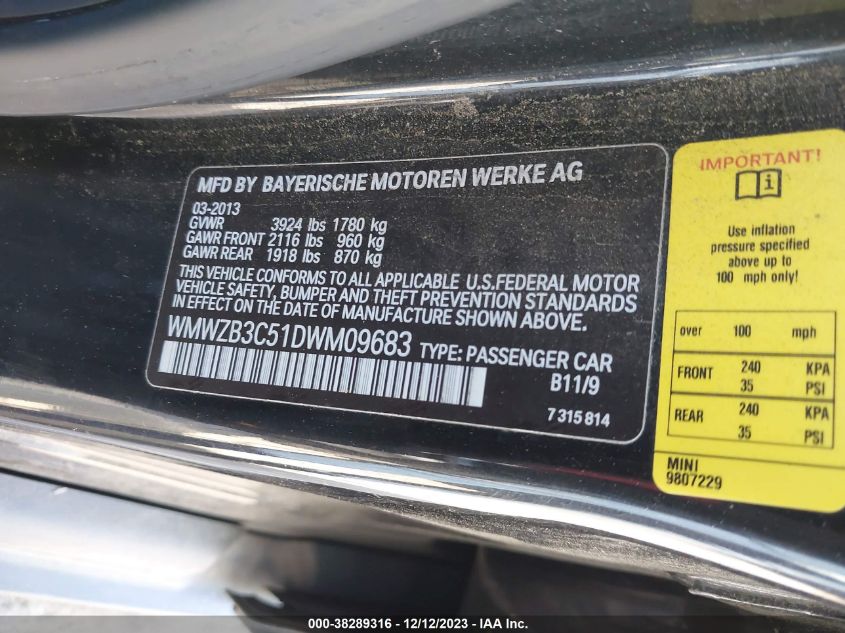 MFD BY BAYERISCHE MOTOREN WERKE AG
03-2013
GVWR 3924 lbs 1780 kg
GAWR FRONT 2116 lbs 960 kg
GAWR REAR 1918 lbs 870 kg
THIS VEHICLE CONFORMS TO ALL APPLICABLE U.S.FEDERAL MOTOR
VEHICLE SAFETY, BUMPER AND THEFT PREVENTION STANDARDS
IN EFFECT ON THE DATE OF MANUFACTURE SHOWN ABOVE.
WMWZB3C51DWM09683 TYPE: PASSENGER CAR
B11/9
7 315 814
IMPORTANT!
Use inflation
pressure specified
above up to
100 mph only!
over 100 mph
FRONT 240 KPA
35 PSI
REAR 240 KPA
35 PSI
MINI
9807229
000-38289316 - 12/12/2023 - IAA Inc.